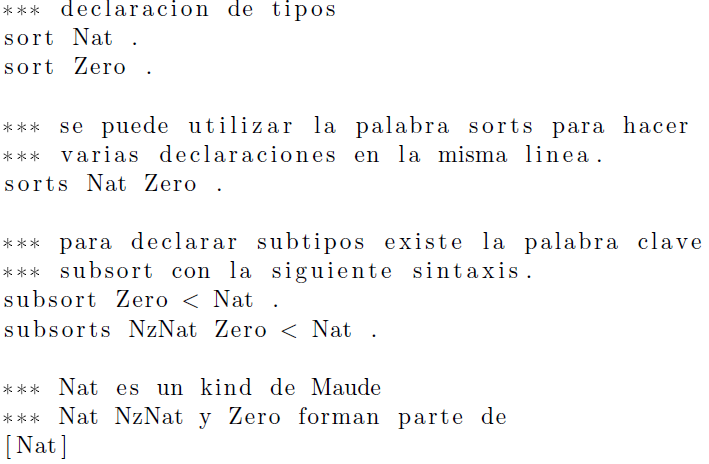 *** declaracion de tipos
sort Nat .
sort Zero .
*** se puede utilizar la palabra sorts para hacer
*** varias declaraciones en la misma linea.
sorts Nat Zero .
*** para declarar subtipos existe la palabra clave
*** subsort con la siguiente sintaxis.
subsort Zero < Nat .
subsorts NzNat Zero < Nat .
*** Nat es un kind de Maude
*** Nat NzNat y Zero forman parte de
[Nat]